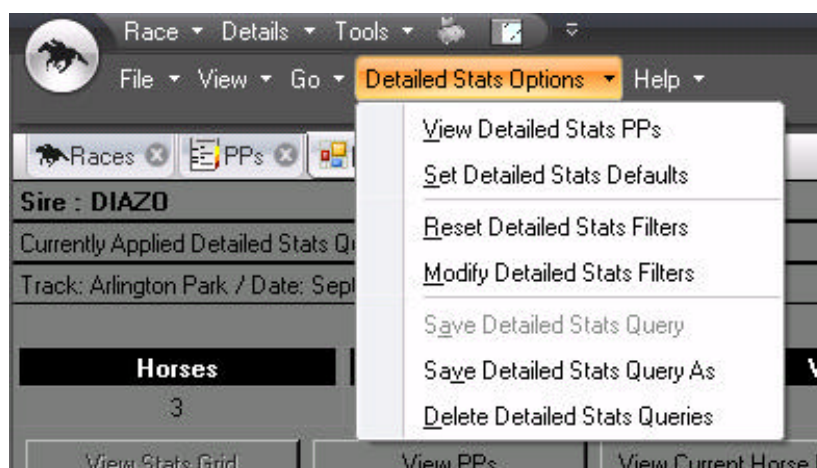 Race Details Tools
File View Go Detailed Stats Options Help
Races PPs
View Detailed Stats PPs
Set Detailed Stats Defaults
Reset Detailed Stats Filters
Modify Detailed Stats Filters
Save Detailed Stats Query
Save Detailed Stats Query As
Delete Detailed Stats Queries
Sire : DIAZO
Currently Applied Detailed Stats
Track: Arlington Park / Date:
Horses
3
View Stats Grid View PPs View Current Horse